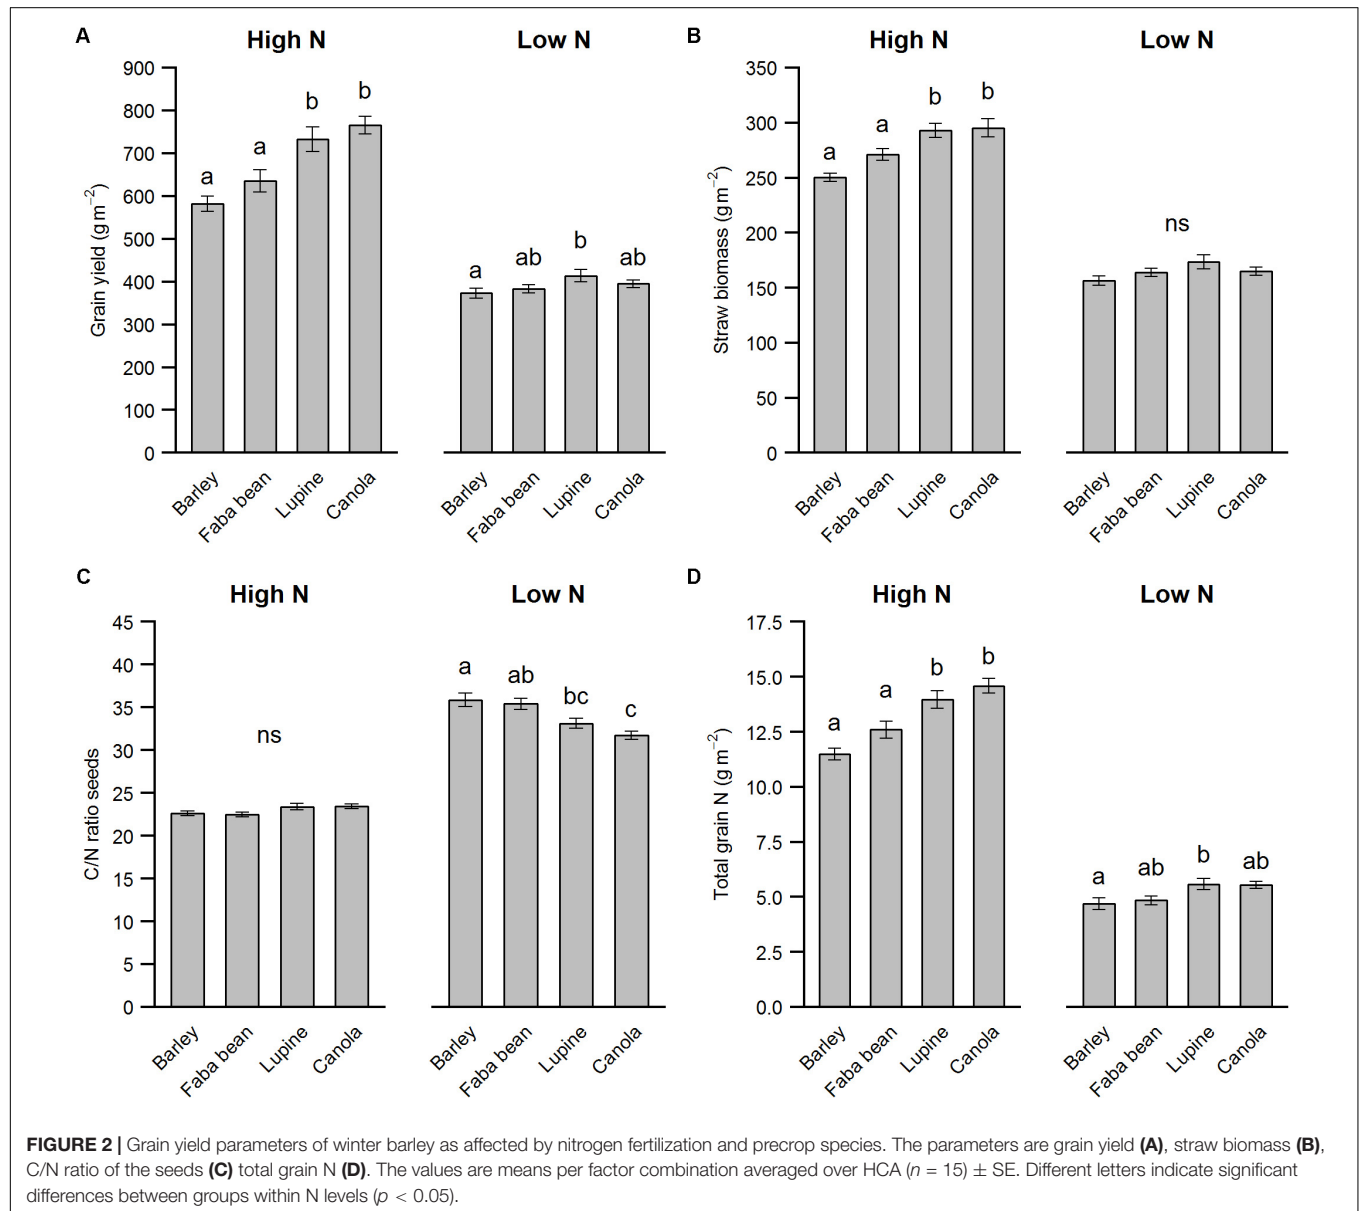 A
High N
Low N
900
800
700
600
500
400
300
200
100
0
Grain yield (g m−2)
a
a
b
b
a
ab
b
ab
Barley
Faba bean
Lupine
Canola
Barley
Faba bean
Lupine
Canola
B
High N
Low N
350
300
250
200
150
100
50
0
Straw biomass (g m−2)
a
a
b
b
ns
Barley
Faba bean
Lupine
Canola
Barley
Faba bean
Lupine
Canola
C
High N
Low N
45
40
35
30
25
20
15
10
5
0
C/N ratio seeds
ns
a
ab
bc
c
Barley
Faba bean
Lupine
Canola
Barley
Faba bean
Lupine
Canola
D
High N
Low N
17.5
15.0
12.5
10.0
7.5
5.0
2.5
0.0
Total grain N (g m−2)
a
a
b
b
a
ab
b
ab
Barley
Faba bean
Lupine
Canola
Barley
Faba bean
Lupine
Canola
FIGURE 2 | Grain yield parameters of winter barley as affected by nitrogen fertilization and precrop species. The parameters are grain yield (A), straw biomass (B),
C/N ratio of the seeds (C) total grain N (D). The values are means per factor combination averaged over HCA (n = 15) ± SE. Different letters indicate significant
differences between groups within N levels (p < 0.05).